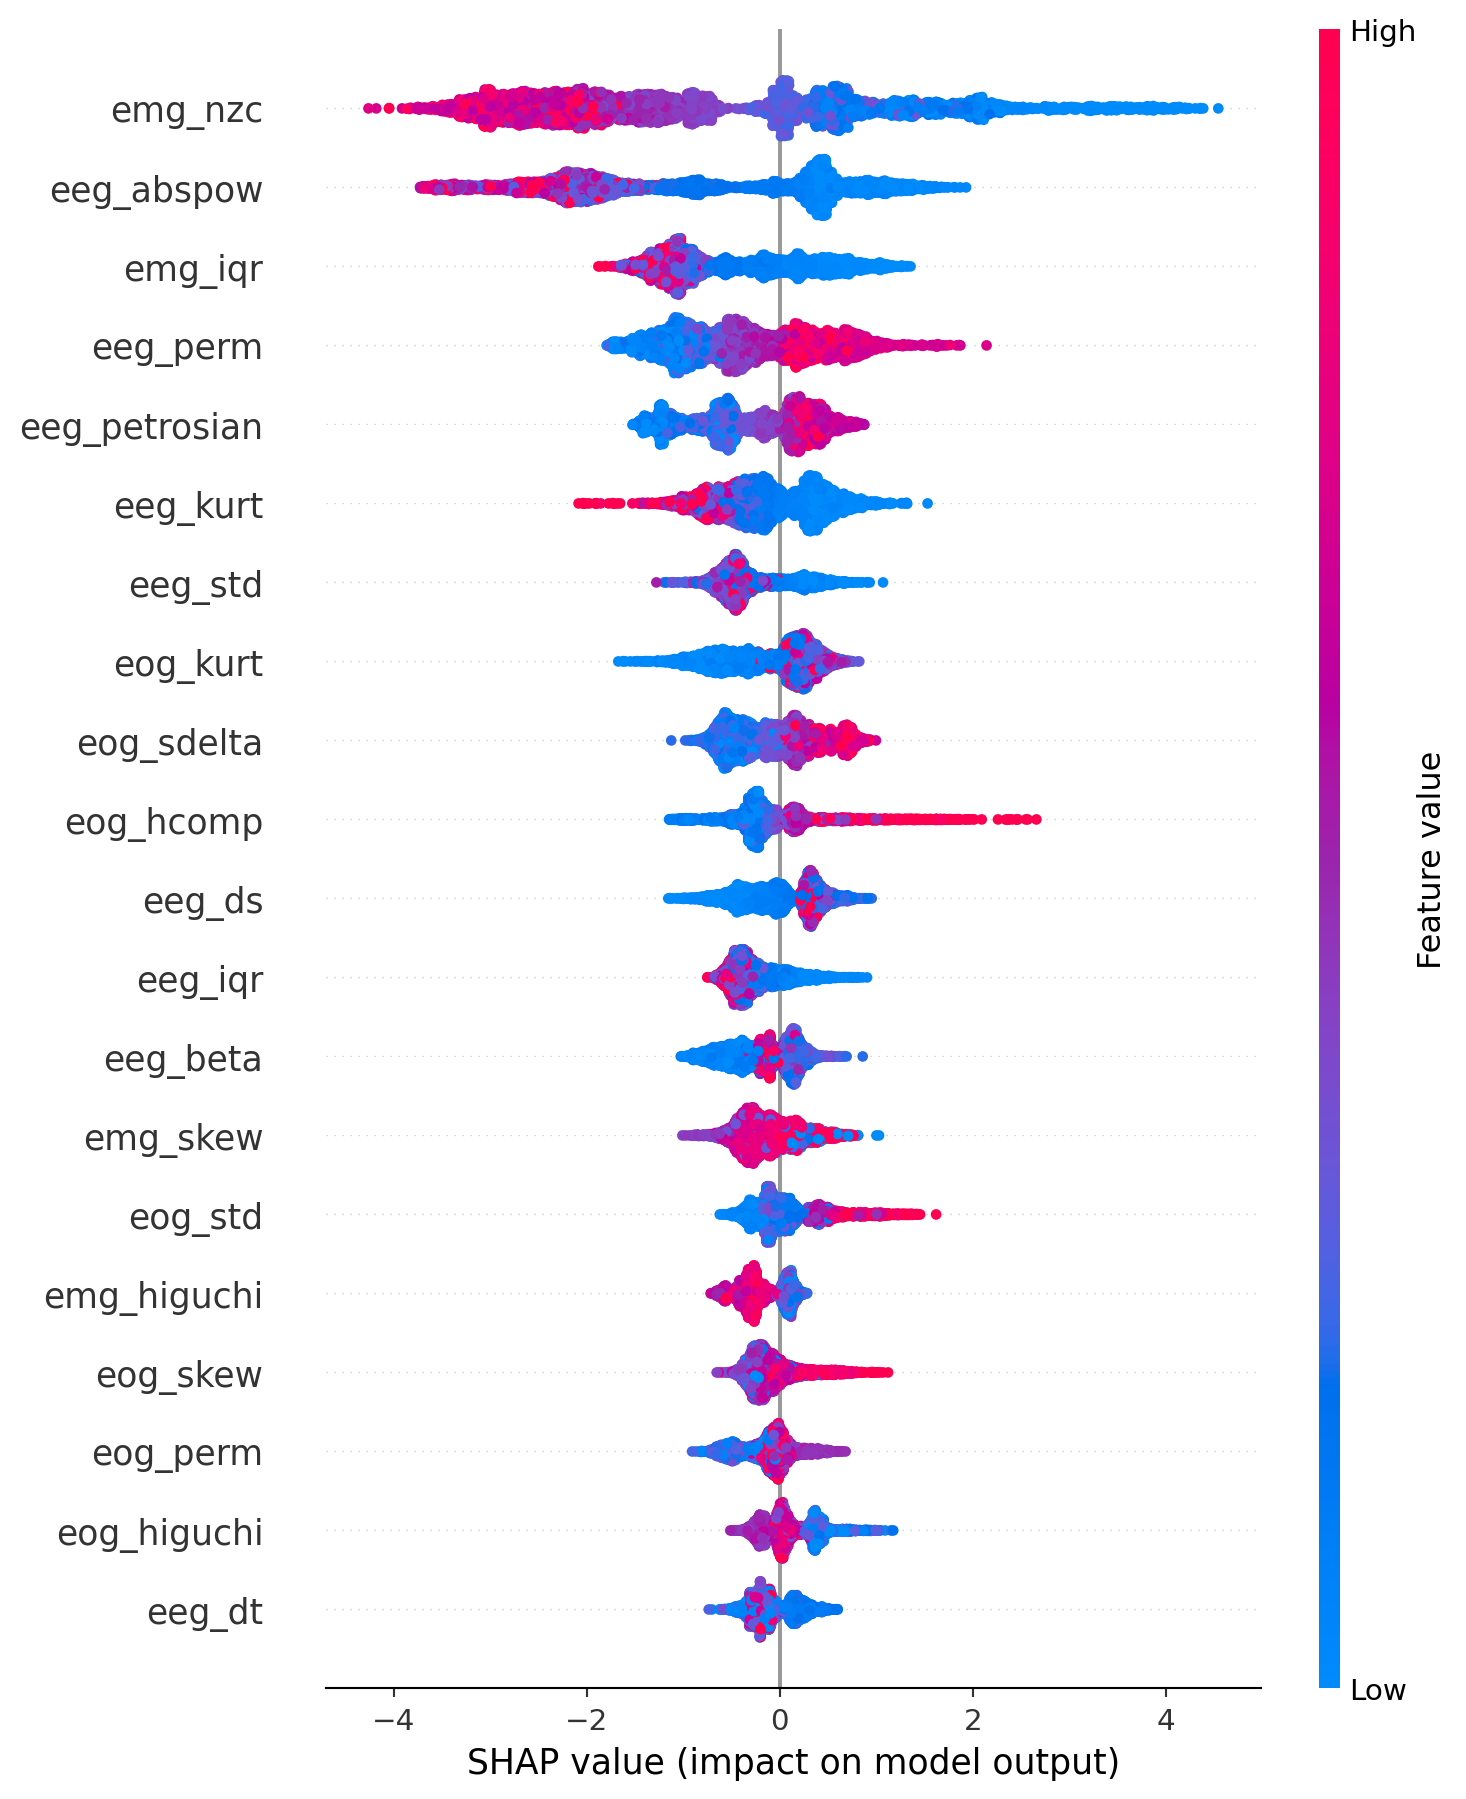 High
emg_nzc
eeg_abspow
emg_iqr
eeg_perm
eeg_petrosian
eeg_kurt
eeg_std
eog_kurt
eog_sdelta
eog_hcomp
eeg_ds
eeg_iqr
eeg_beta
emg_skew
eog_std
emg_higuchi
eog_skew
eog_perm
eog_higuchi
eeg_dt
Feature value
Low
−4 −2 0 2 4
SHAP value (impact on model output)